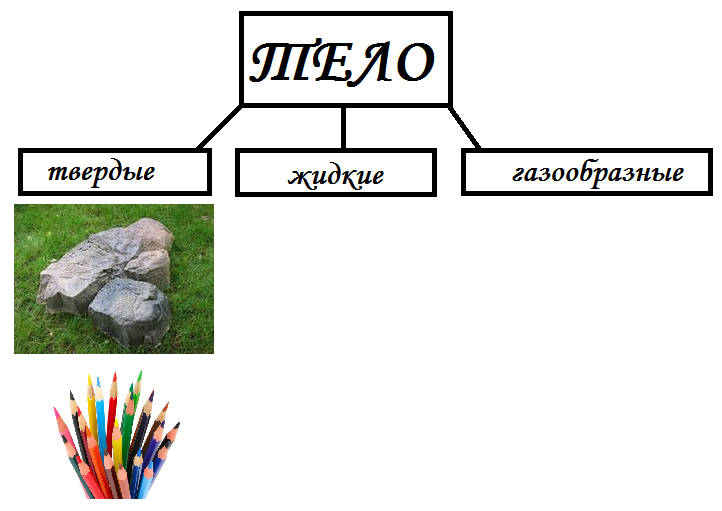 ТЕЛО
твердые
жидкие
газообразные